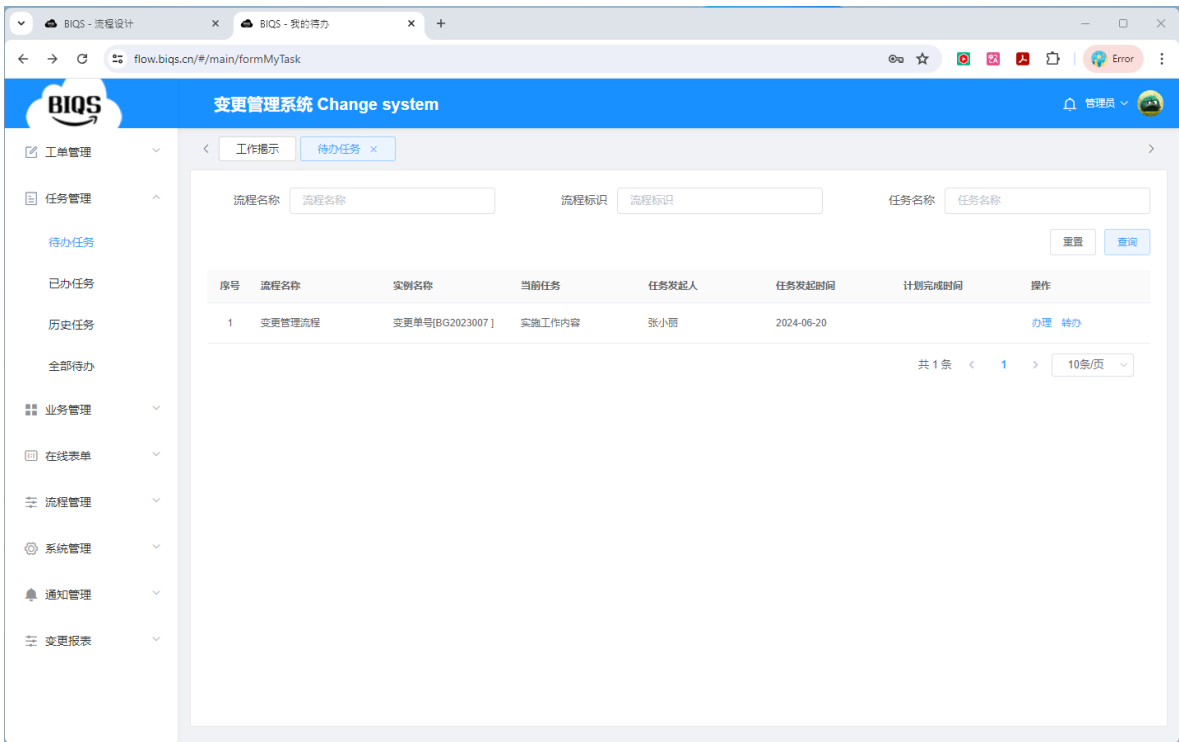 BIQS - 流程设计
BIQS - 我的待办
flow.biqs.cn/#/main/formMyTask
Error
BIQS
变更管理系统 Change system
管理员
工单管理
工作揭示
待办任务
任务管理
流程名称 流程名称
流程标识 流程标识
任务名称 任务名称
待办任务
重置 查询
已办任务
序号 流程名称 实例名称 当前任务 任务发起人 任务发起时间 计划完成时间 操作
历史任务
1 变更管理流程 变更单号[BG2023007 ] 实施工作内容 张小丽 2024-06-20 办理 转办
全部待办
共 1 条 1 10条/页
业务管理
在线表单
流程管理
系统管理
通知管理
变更报表